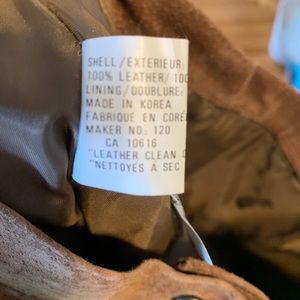 SHELL/EXTERIEUR:
100% LEATHER/100
LINING/DOUBLURE:
MADE IN KOREA
FABRIQUE EN COREE
MAKER NO: 120
CA 10616
"LEATHER CLEAN
"NETTOYES À SEC